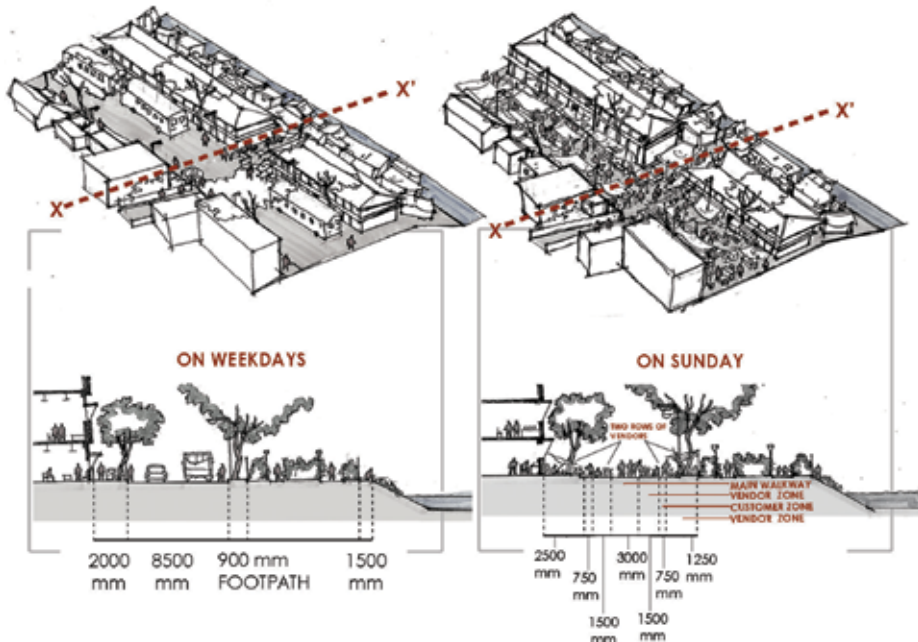 X'
X
X'
X
ON WEEKDAYS
2000
mm
8500
mm
900 mm
FOOTPATH
1500
mm
ON SUNDAY
TWO ROWS OF
VENDORS
MAIN WALKWAY
VENDOR ZONE
CUSTOMER ZONE
VENDOR ZONE
2500
mm
750
mm
1500
mm
3000
mm
1500
mm
750
mm
1250
mm